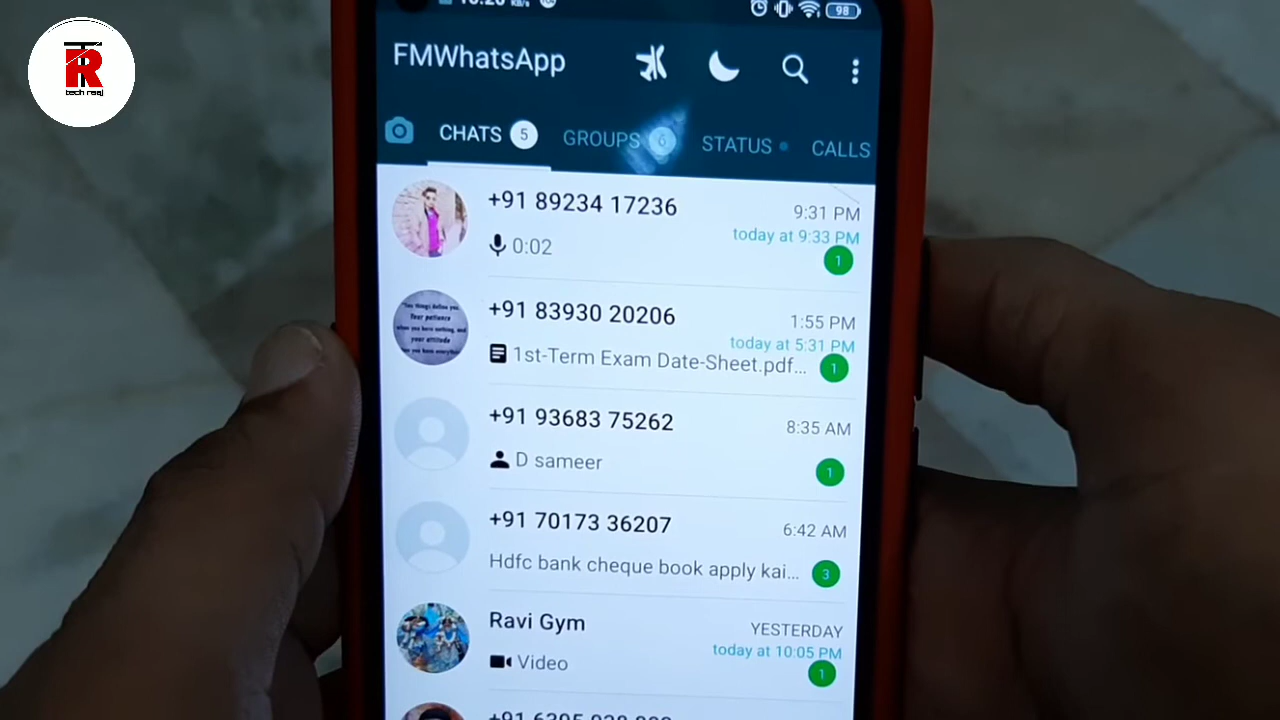 98
FMWhatsApp
TR
tech raaj
CHATS 5
GROUPS 6
STATUS
CALLS
+91 89234 17236
9:31 PM
today at 9:33 PM
0:02
1
+91 83930 20206
1:55 PM
today at 5:31 PM
1st-Term Exam Date-Sheet.pdf...
1
+91 93683 75262
8:35 AM
D sameer
1
+91 70173 36207
6:42 AM
Hdfc bank cheque book apply kai...
3
Ravi Gym
YESTERDAY
today at 10:05 PM
Video
1